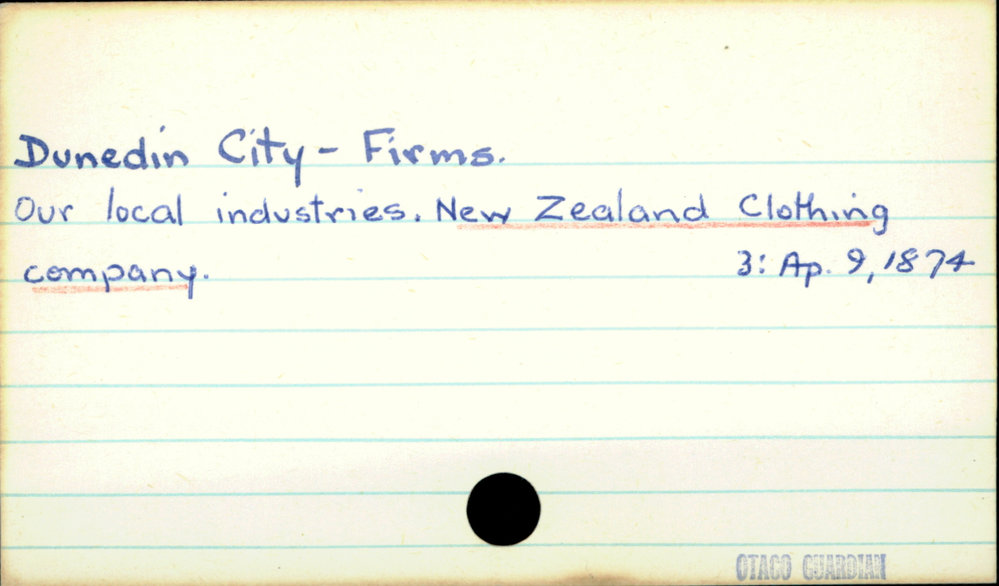 Dunedin City - Firms.
Our local industries. New Zealand Clothing
company.
3: Ap. 9, 1874
OTAGO GUARDIAN